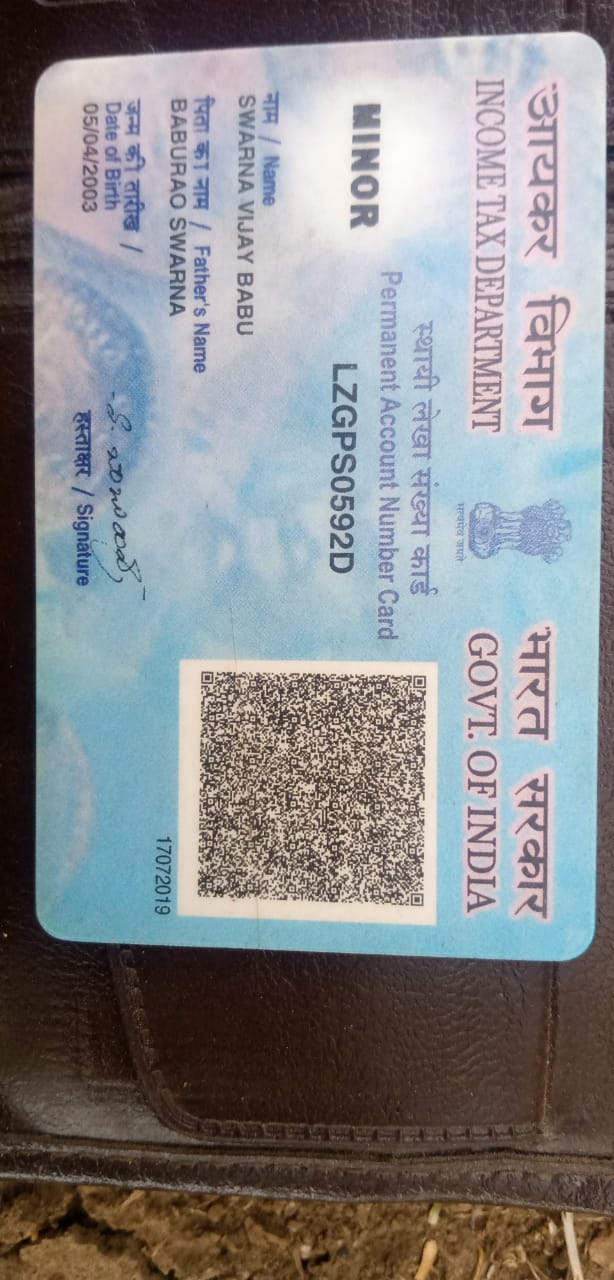 आयकर विभाग
INCOME TAX DEPARTMENT
सत्यमेव जयते
भारत सरकार
GOVT. OF INDIA
स्थायी लेखा संख्या कार्ड
Permanent Account Number Card
LZGPS0592D
MINOR
नाम / Name
SWARNA VIJAY BABU
पिता का नाम / Father's Name
BABURAO SWARNA
जन्म की तारीख /
Date of Birth
05/04/2003
हस्ताक्षर / Signature
17072019